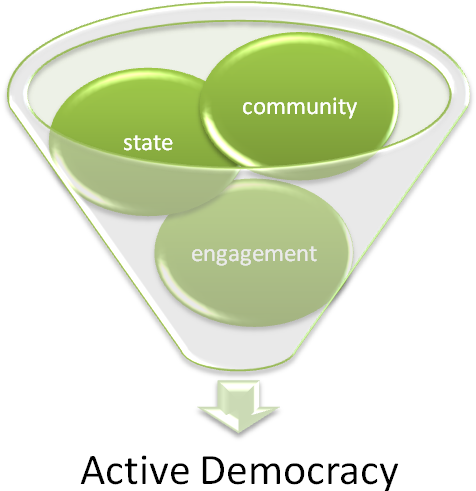 community
state
engagement
Active Democracy